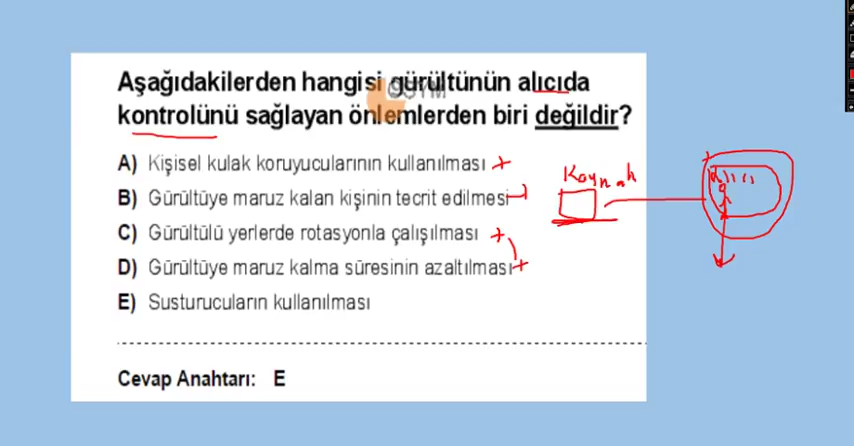 Aşağıdakilerden hangisi gürültünün alıcıda
kontrolünü sağlayan önlemlerden biri değildir?
A) Kişisel kulak koruyucularının kullanılması
B) Gürültüye maruz kalan kişinin tecrit edilmesi
C) Gürültülü yerlerde rotasyonla çalışılması
D) Gürültüye maruz kalma süresinin azaltılması
E) Susturucuların kullanılması
Cevap Anahtarı: E
Kaynak